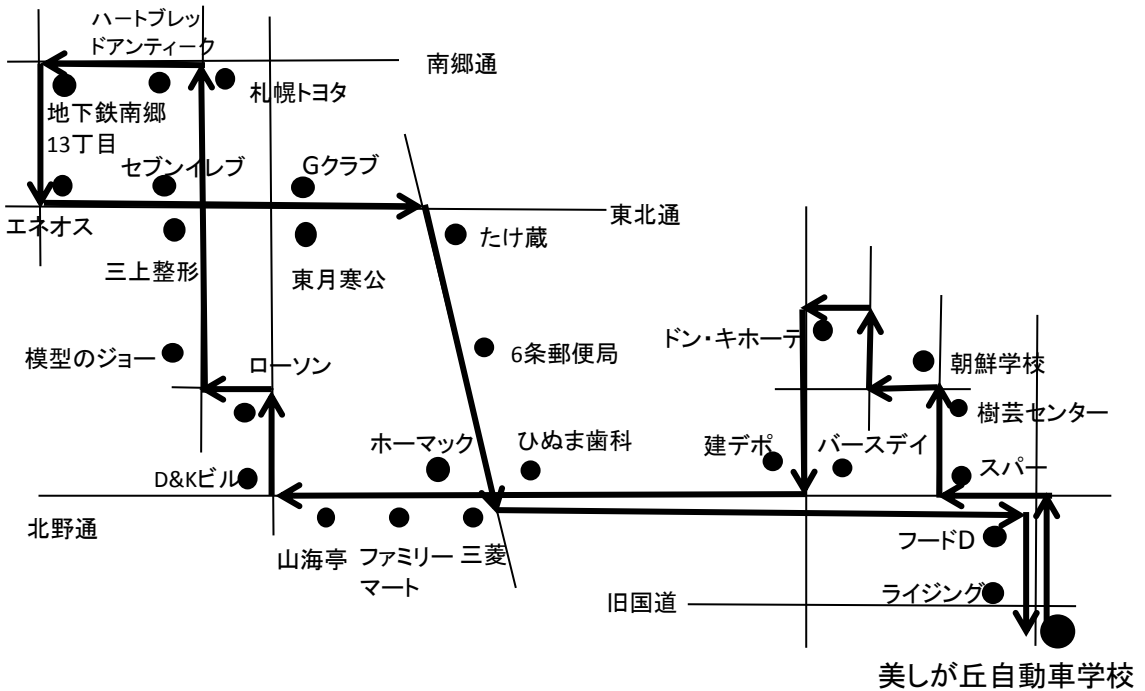 ハートブレッ
ドアンティーク
南郷通
札幌トヨタ
地下鉄南郷
13丁目
セブンイレブ
Gクラブ
エネオス
東北通
たけ蔵
三上整形
東月寒公
ドン・キホーテ
6条郵便局
模型のジョー
ローソン
朝鮮学校
樹芸センター
ホーマック
ひぬま歯科
建デポ
バースデイ
スパー
D&Kビル
北野通
山海亭
ファミリー
マート
三菱
フードD
ライジング
旧国道
美しが丘自動車学校